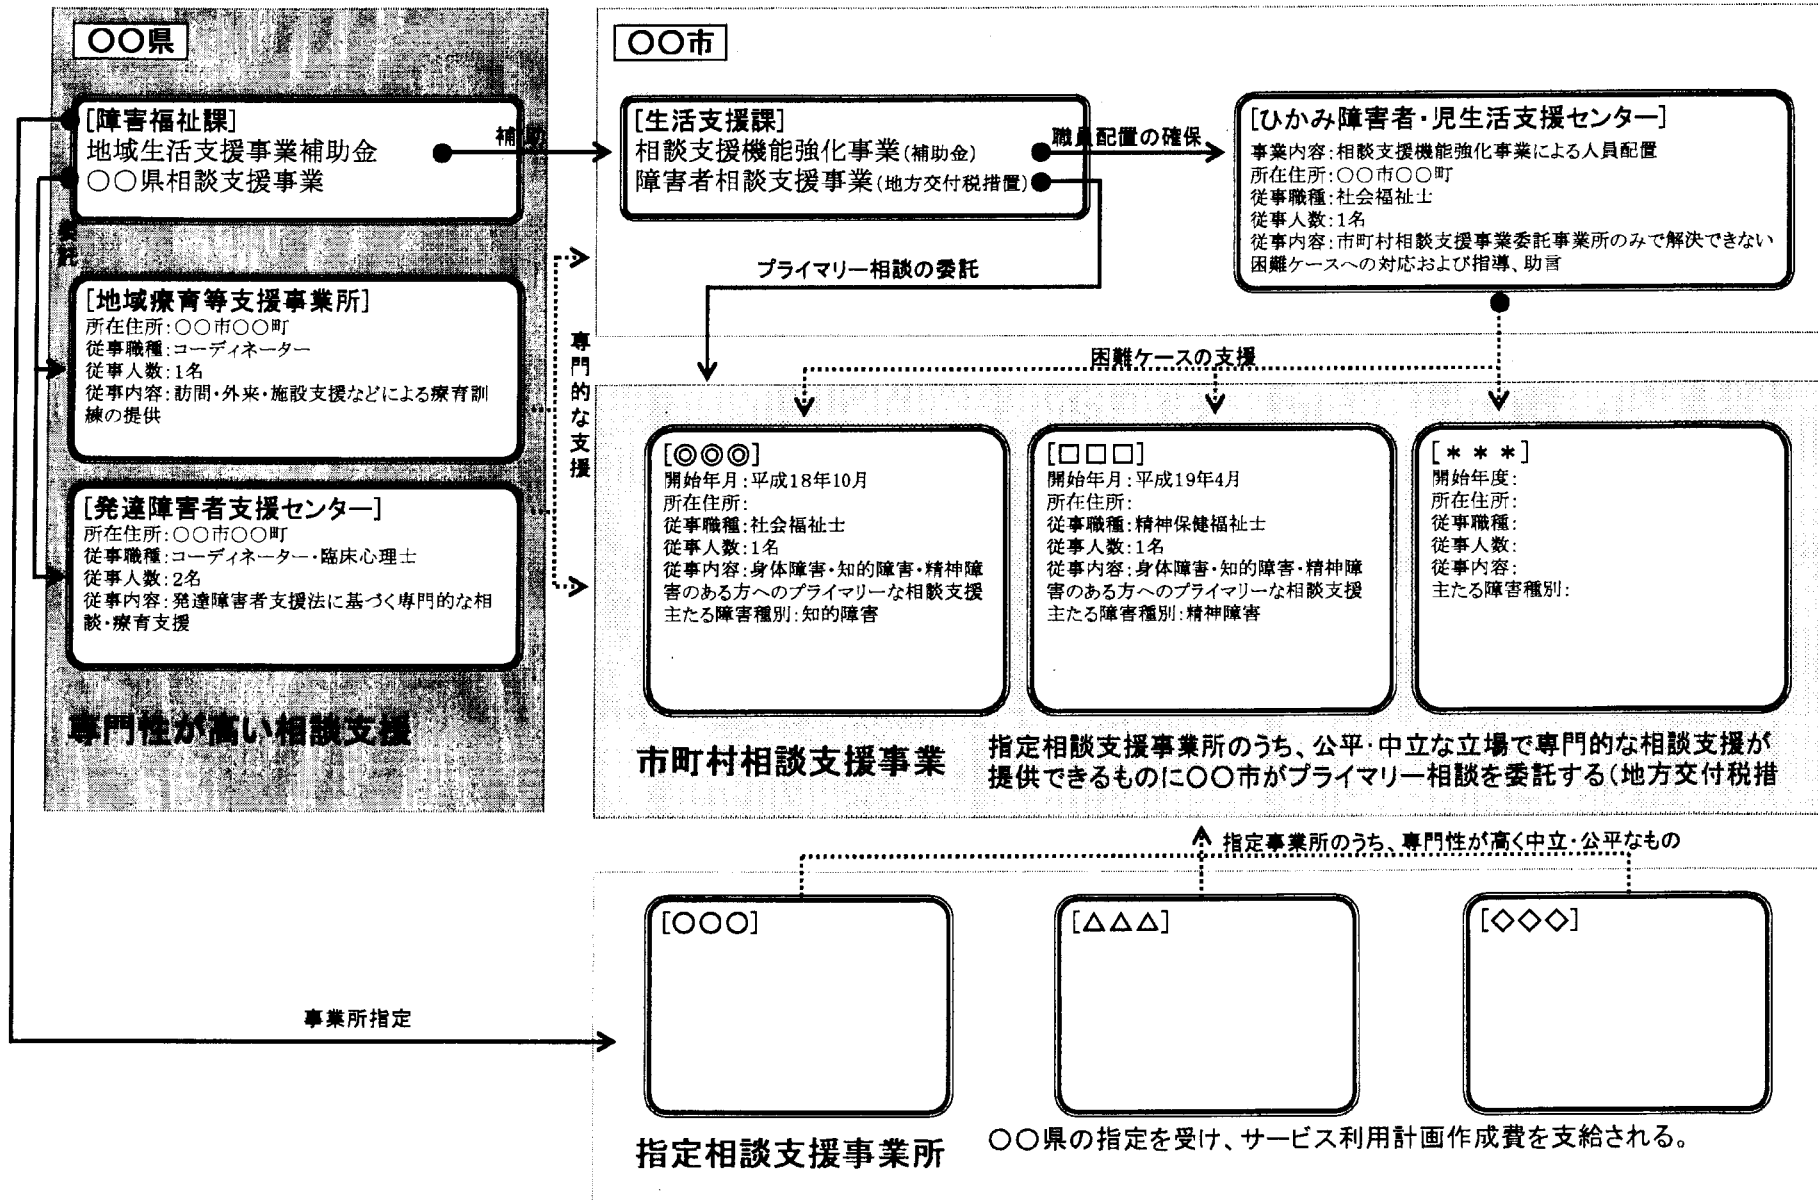 〇〇県
[障害福祉課]
地域生活支援事業補助金
〇〇県相談支援事業
補助
委託
[地域療育等支援事業所]
所在住所:〇〇市〇〇町
従事職種:コーディネーター
従事人数:1名
従事内容:訪問・外来・施設支援などによる療育訓
練の提供
[発達障害者支援センター]
所在住所:〇〇市〇〇町
従事職種:コーディネーター・臨床心理士
従事人数:2名
従事内容:発達障害者支援法に基づく専門的な相
談・療育支援
専門性が高い相談支援
専門的な支援
〇〇市
[生活支援課]
相談支援機能強化事業(補助金)
障害者相談支援事業(地方交付税措置)
職員配置の確保
[ひかみ障害者・児生活支援センター]
事業内容:相談支援機能強化事業による人員配置
所在住所:〇〇市〇〇町
従事職種:社会福祉士
従事人数:1名
従事内容:市町村相談支援事業委託事業所のみで解決できない
困難ケースへの対応および指導、助言
プライマリー相談の委託
困難ケースの支援
[◎◎◎]
開始年月:平成18年10月
所在住所:
従事職種:社会福祉士
従事人数:1名
従事内容:身体障害・知的障害・精神障
害のある方へのプライマリーな相談支援
主たる障害種別:知的障害
[□□□]
開始年月:平成19年4月
所在住所:
従事職種:精神保健福祉士
従事人数:1名
従事内容:身体障害・知的障害・精神障
害のある方へのプライマリーな相談支援
主たる障害種別:精神障害
[＊＊＊]
開始年度:
所在住所:
従事職種:
従事人数:
従事内容:
主たる障害種別:
市町村相談支援事業
指定相談支援事業所のうち、公平・中立な立場で専門的な相談支援が
提供できるものに〇〇市がプライマリー相談を委託する(地方交付税措
指定事業所のうち、専門性が高く中立・公平なもの
[〇〇〇]
[△△△]
[◇◇◇]
事業所指定
指定相談支援事業所
〇〇県の指定を受け、サービス利用計画作成費を支給される。